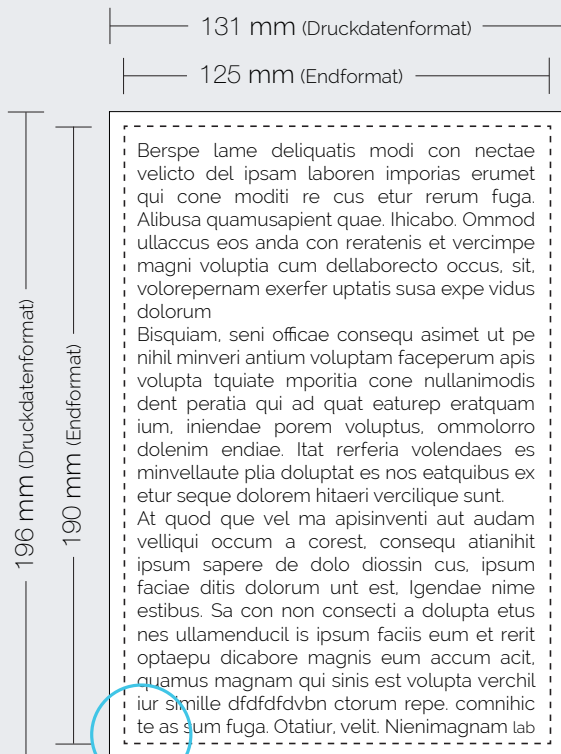 131 mm (Druckdatenformat)
125 mm (Endformat)
196 mm (Druckdatenformat)
190 mm (Endformat)
Berspe lame deliquatis modi con nectae
velicto del ipsam laboren imporias erumet
qui cone moditi re cus etur rerum fuga.
Alibusa quamusapient quae. Ihicabo. Ommod
ullaccus eos anda con reratenis et vercimpe
magni voluptia cum dellaborecto occus, sit,
volorepernam exerfer uptatis susa expe vidus
dolorum
Bisquiam, seni officae consequ asimet ut pe
nihil minveri antium voluptam faceperum apis
volupta tquiate mporitia cone nullanimodis
dent peratia qui ad quat eaturep eratquam
ium, iniendae porem voluptus, ommolorro
dolenim endiae. Itat rerferia volendaes es
minvellaute plia doluptat es nos eatquibus ex
etur seque dolorem hitaeri vercilique sunt.
At quod que vel ma apisinventi aut audam
velliqui occum a corest, consequ atianihit
ipsum sapere de dolo diossin cus, ipsum
faciae ditis dolorum unt est, Igendae nime
estibus. Sa con non consecti a dolupta etus
nes ullamenducil is ipsum faciis eum et rerit
optaepu dicabore magnis eum accum acit,
quamus magnam qui sinis est volupta verchil
iur simille dfdfdfdvbn ctorum repe. comnihic
te as sum fuga. Otatiur, velit. Nienimagnam lab